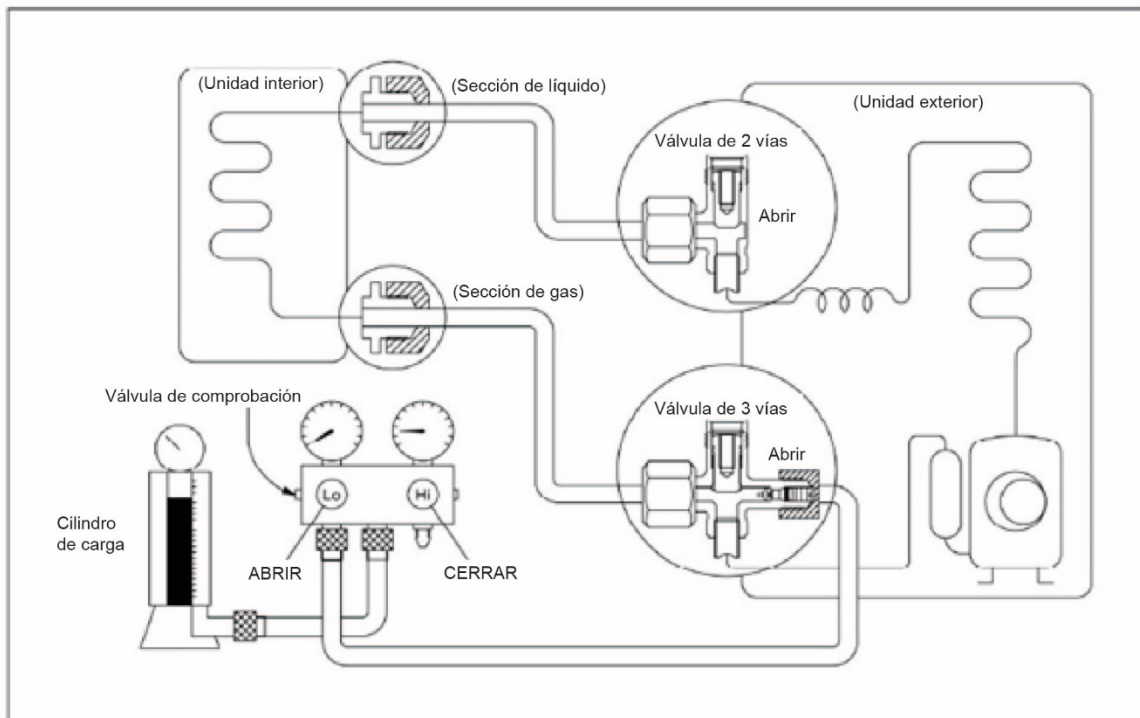 (Unidad interior)
(Sección de líquido)
(Unidad exterior)
Válvula de 2 vías
Abrir
(Sección de gas)
Válvula de comprobación
Válvula de 3 vías
Abrir
Lo
Hi
Cilindro
de carga
ABRIR
CERRAR